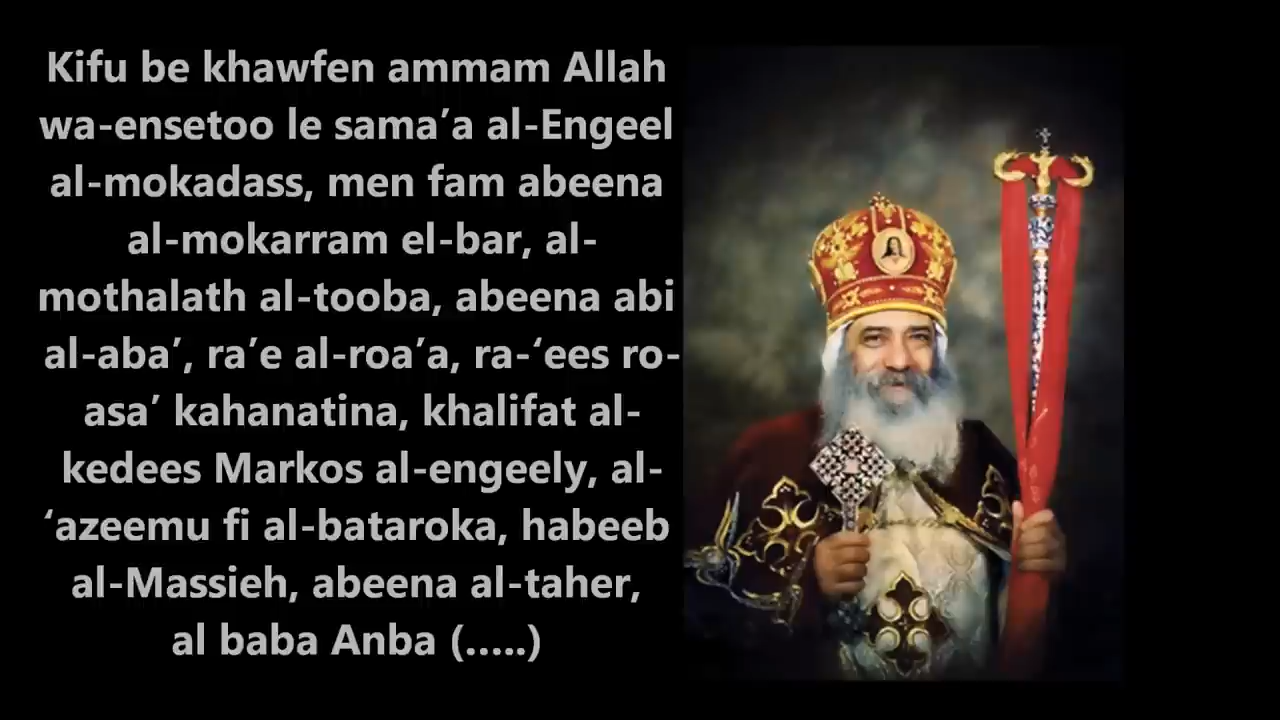 Kifu be khawfen ammam Allah
wa-ensetoo le sama’a al-Engeel
al-mokadass, men fam abeena
al-mokarram el-bar, al-
mothalath al-tooba, abeena abi
al-aba’, ra’e al-roa’a, ra-‘ees ro-
asa’ kahanatina, khalifat al-
kedees Markos al-engeely, al-
‘azeemu fi al-bataroka, habeeb
al-Massieh, abeena al-taher,
al baba Anba (…..)